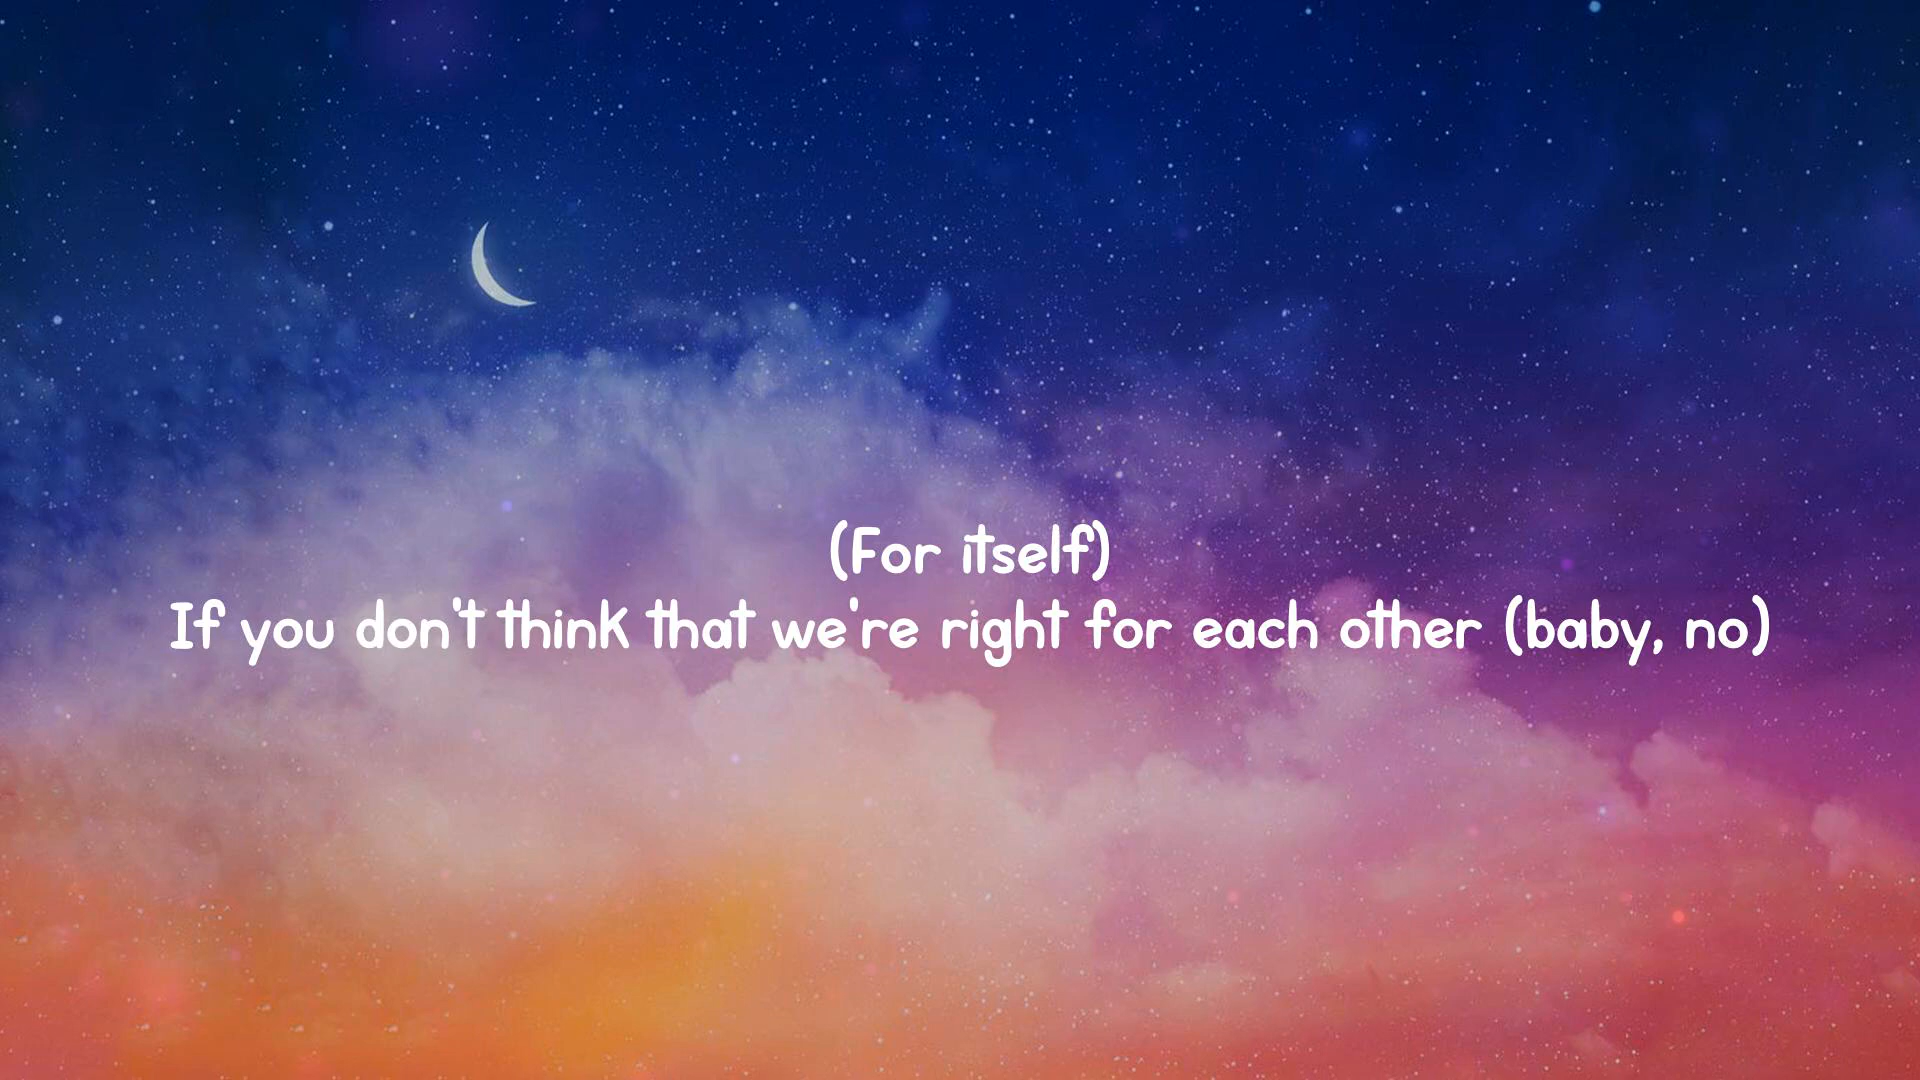 (For itself)
If you don't think that we're right for each other (baby, no)